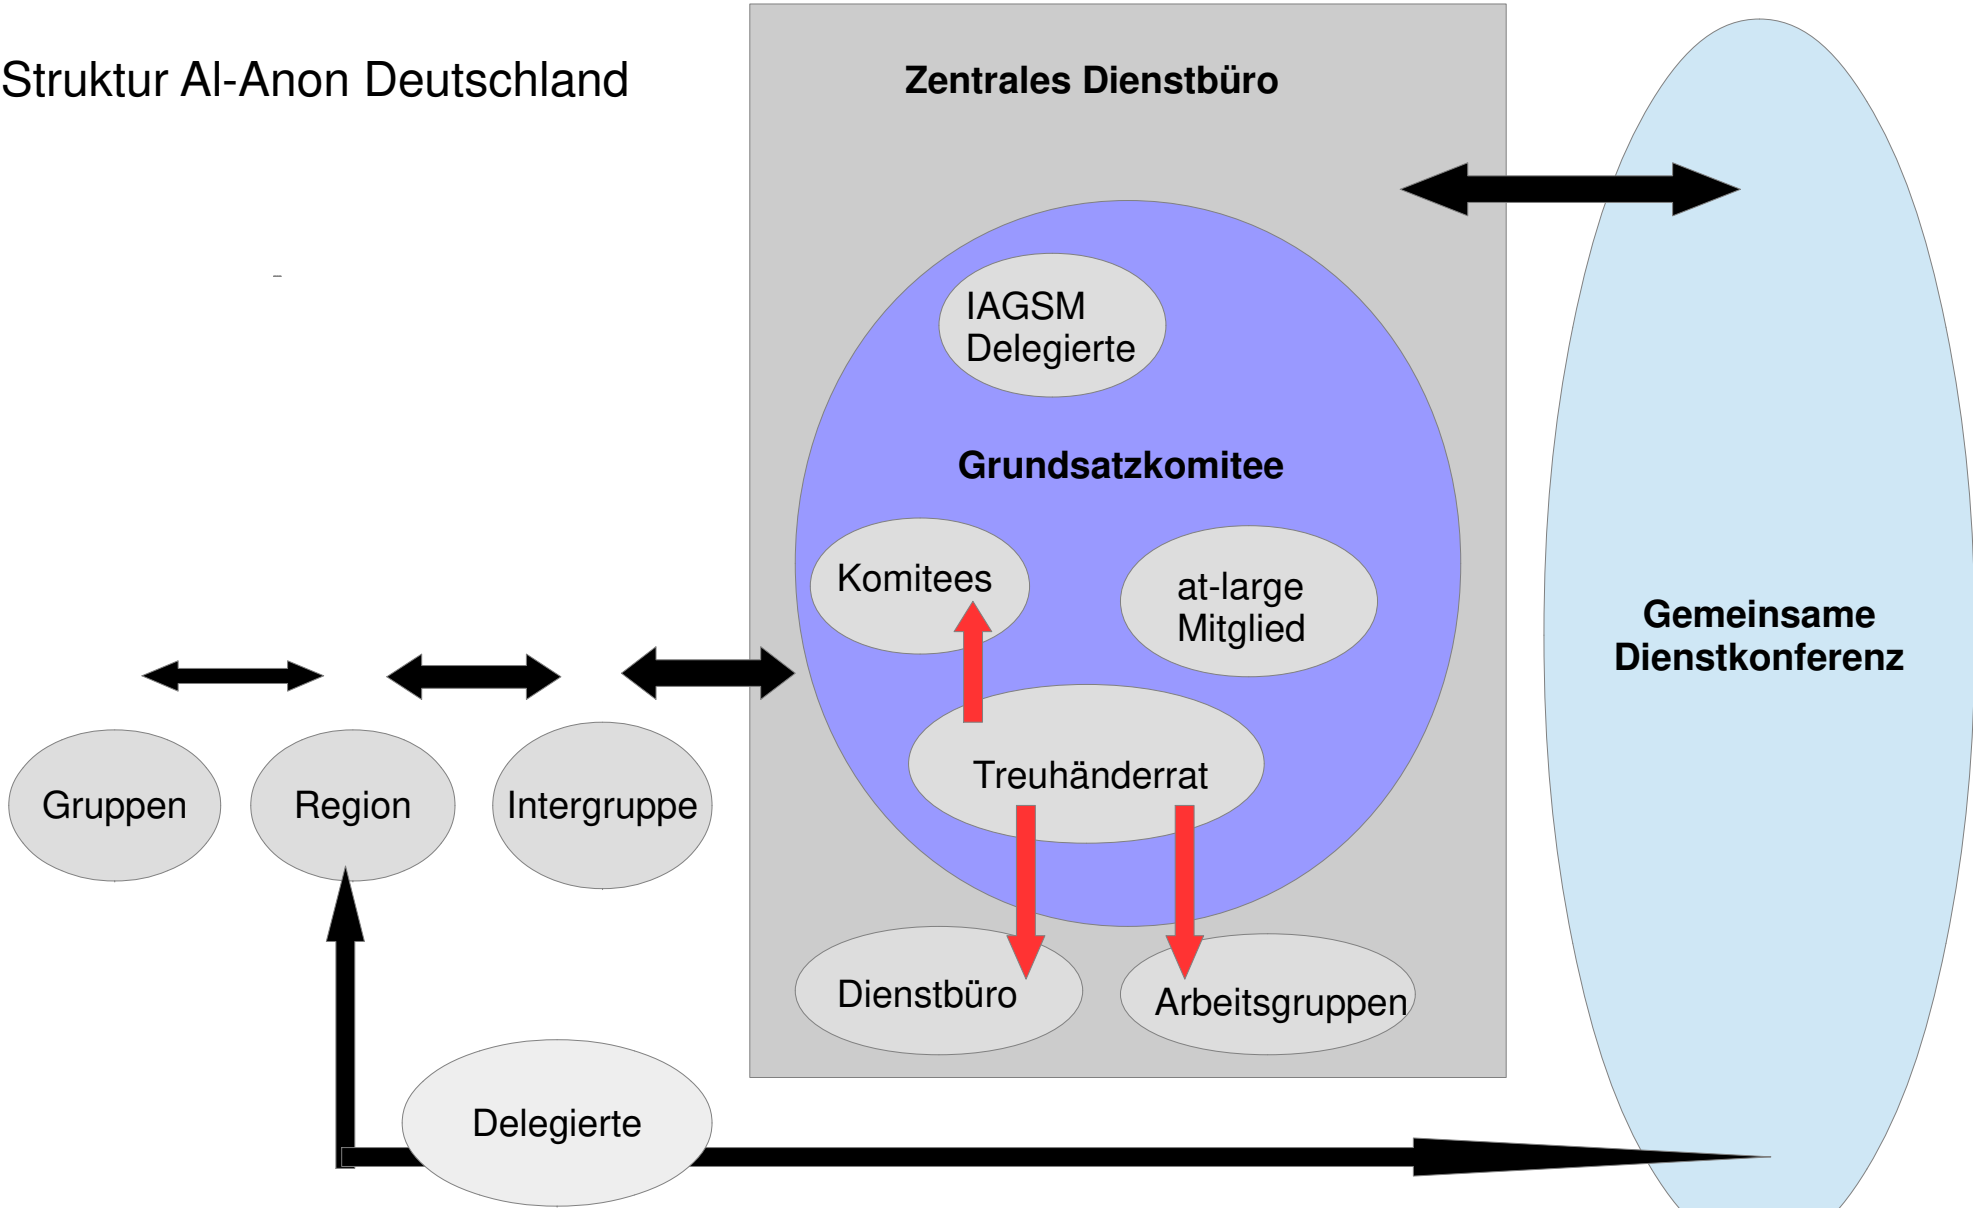 Struktur Al-Anon Deutschland
Zentrales Dienstbüro
IAGSM
Delegierte
Grundsatzkomitee
Komitees
at-large
Mitglied
Gemeinsame
Dienstkonferenz
Treuhänderrat
Gruppen
Region
Intergruppe
Dienstbüro
Arbeitsgruppen
Delegierte